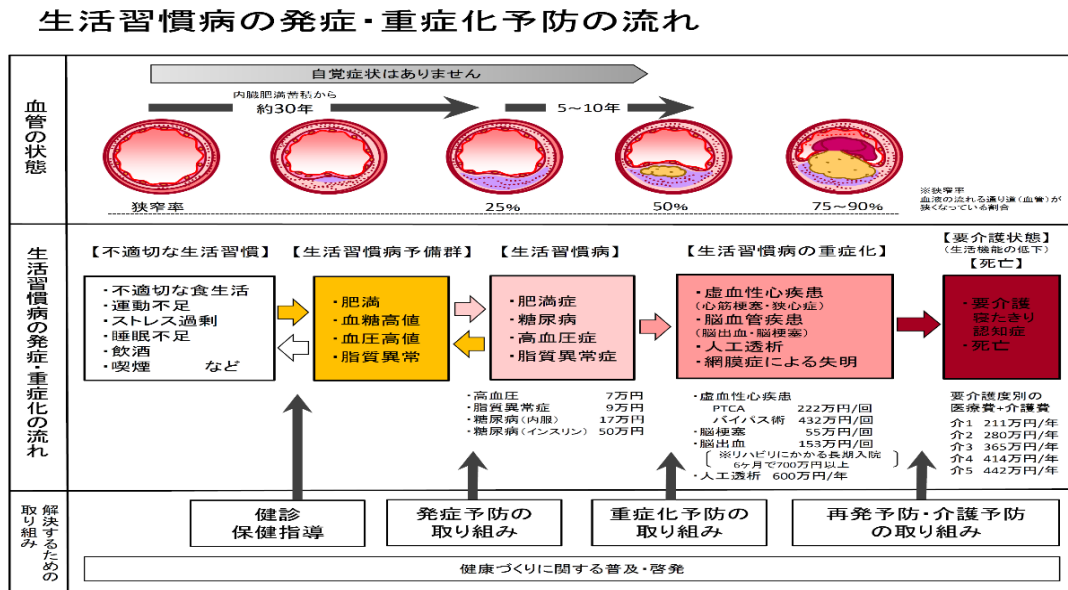 生活習慣病の発症・重症化予防の流れ
血管の状態
自覚症状はありません
内臓肥満蓄積から
約30年
5～10年
狭窄率
25%
50%
75～90%
※狭窄率
血液の流れる通り道(血管)が
狭くなっている割合
生活習慣病の発症・重症化の流れ
【不適切な生活習慣】
・不適切な食生活
・運動不足
・ストレス過剰
・睡眠不足
・飲酒
・喫煙 など
【生活習慣病予備群】
・肥満
・血糖高値
・血圧高値
・脂質異常
【生活習慣病】
・肥満症
・糖尿病
・高血圧症
・脂質異常症
・高血圧 7万円
・脂質異常症 9万円
・糖尿病(内服) 17万円
・糖尿病(インスリン) 50万円
【生活習慣病の重症化】
・虚血性心疾患
(心筋梗塞・狭心症)
・脳血管疾患
(脳出血・脳梗塞)
・人工透析
・網膜症による失明
・虚血性心疾患
PTCA 222万円/回
バイパス術 432万円/回
・脳梗塞 55万円/回
・脳出血 153万円/回
※リハビリにかかる長期入院
6ヶ月で700万円以上
・人工透析 600万円/年
【要介護状態】
(生活機能の低下)
【死亡】
・要介護
寝たきり
認知症
・死亡
要介護度別の
医療費+介護費
介1 211万円/年
介2 280万円/年
介3 365万円/年
介4 414万円/年
介5 442万円/年
解決するための
取り組み
健診
保健指導
発症予防の
取り組み
重症化予防の
取り組み
再発予防・介護予防
の取り組み
健康づくりに関する普及・啓発